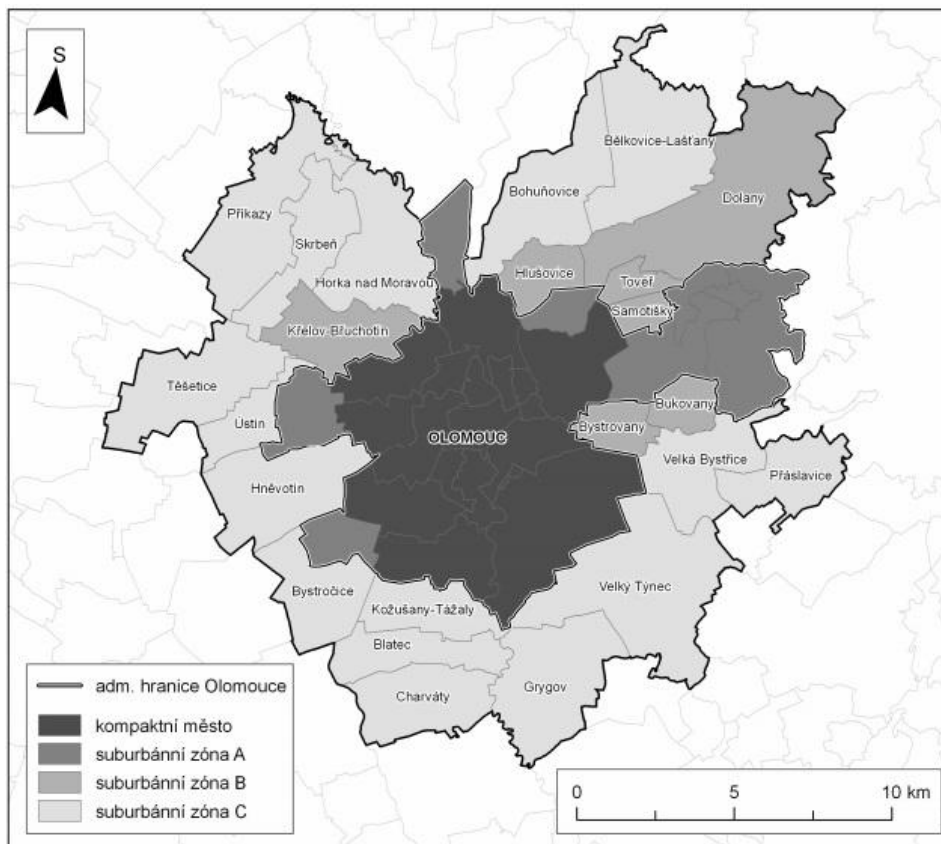 S
Bělkovice-Lašťany
Bohuňovice
Dolany
Příkazy
Skrbeň
Hlušovice
Tovéř
Horka nad Moravou
Samotišky
Křelov-Břuchotín
Těšetice
Bukovany
Ústín
Bystrovany
OLOMOUC
Velká Bystřice
Přáslavice
Hněvotín
Bystročice
Velký Týnec
Kožušany-Tážaly
Blatec
Grygov
Charváty
adm. hranice Olomouce
kompaktní město
suburbánní zóna A
suburbánní zóna B
suburbánní zóna C
0 5 10 km